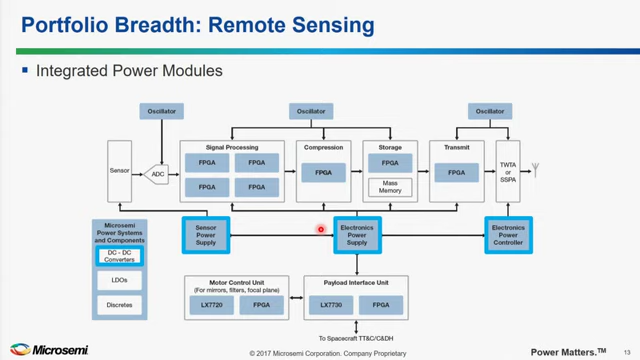 Portfolio Breadth: Remote Sensing
Integrated Power Modules
Oscillator
Oscillator
Oscillator
Sensor
ADC
Signal Processing
FPGA
FPGA
FPGA
FPGA
Compression
FPGA
Storage
FPGA
Mass
Memory
Transmit
FPGA
TWTA
or
SSPA
Microsemi
Power Systems
and Components
DC - DC
Converters
LDOs
Discretes
Sensor
Power
Supply
Electronics
Power
Supply
Electronics
Power
Controller
Motor Control Unit
(For mirrors, filters, focal plane)
LX7720
FPGA
Payload Interface Unit
LX7730
FPGA
To Spacecraft TT&C/C&DH
Microsemi
© 2017 Microsemi Corporation. Company Proprietary
Power Matters.™
13